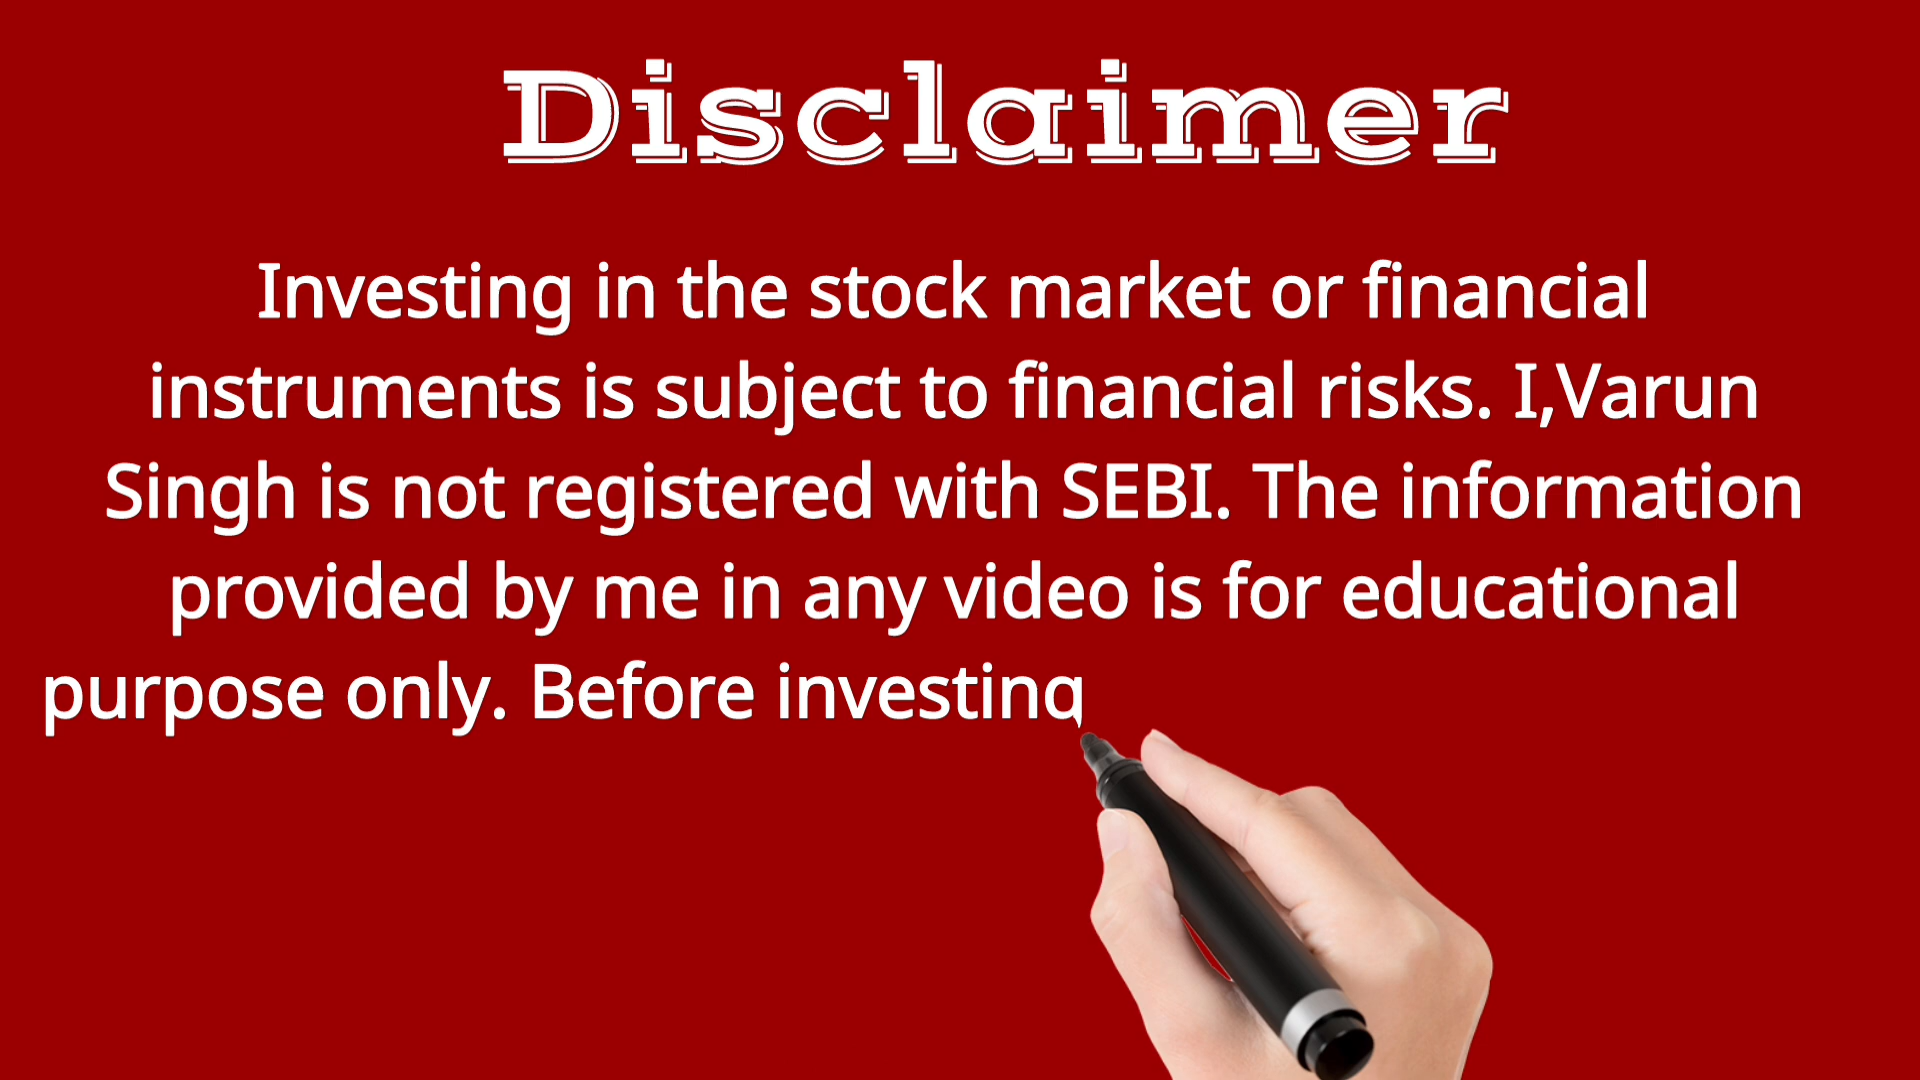 Disclaimer
Investing in the stock market or financial
instruments is subject to financial risks. I,Varun
Singh is not registered with SEBI. The information
provided by me in any video is for educational
purpose only. Before investing